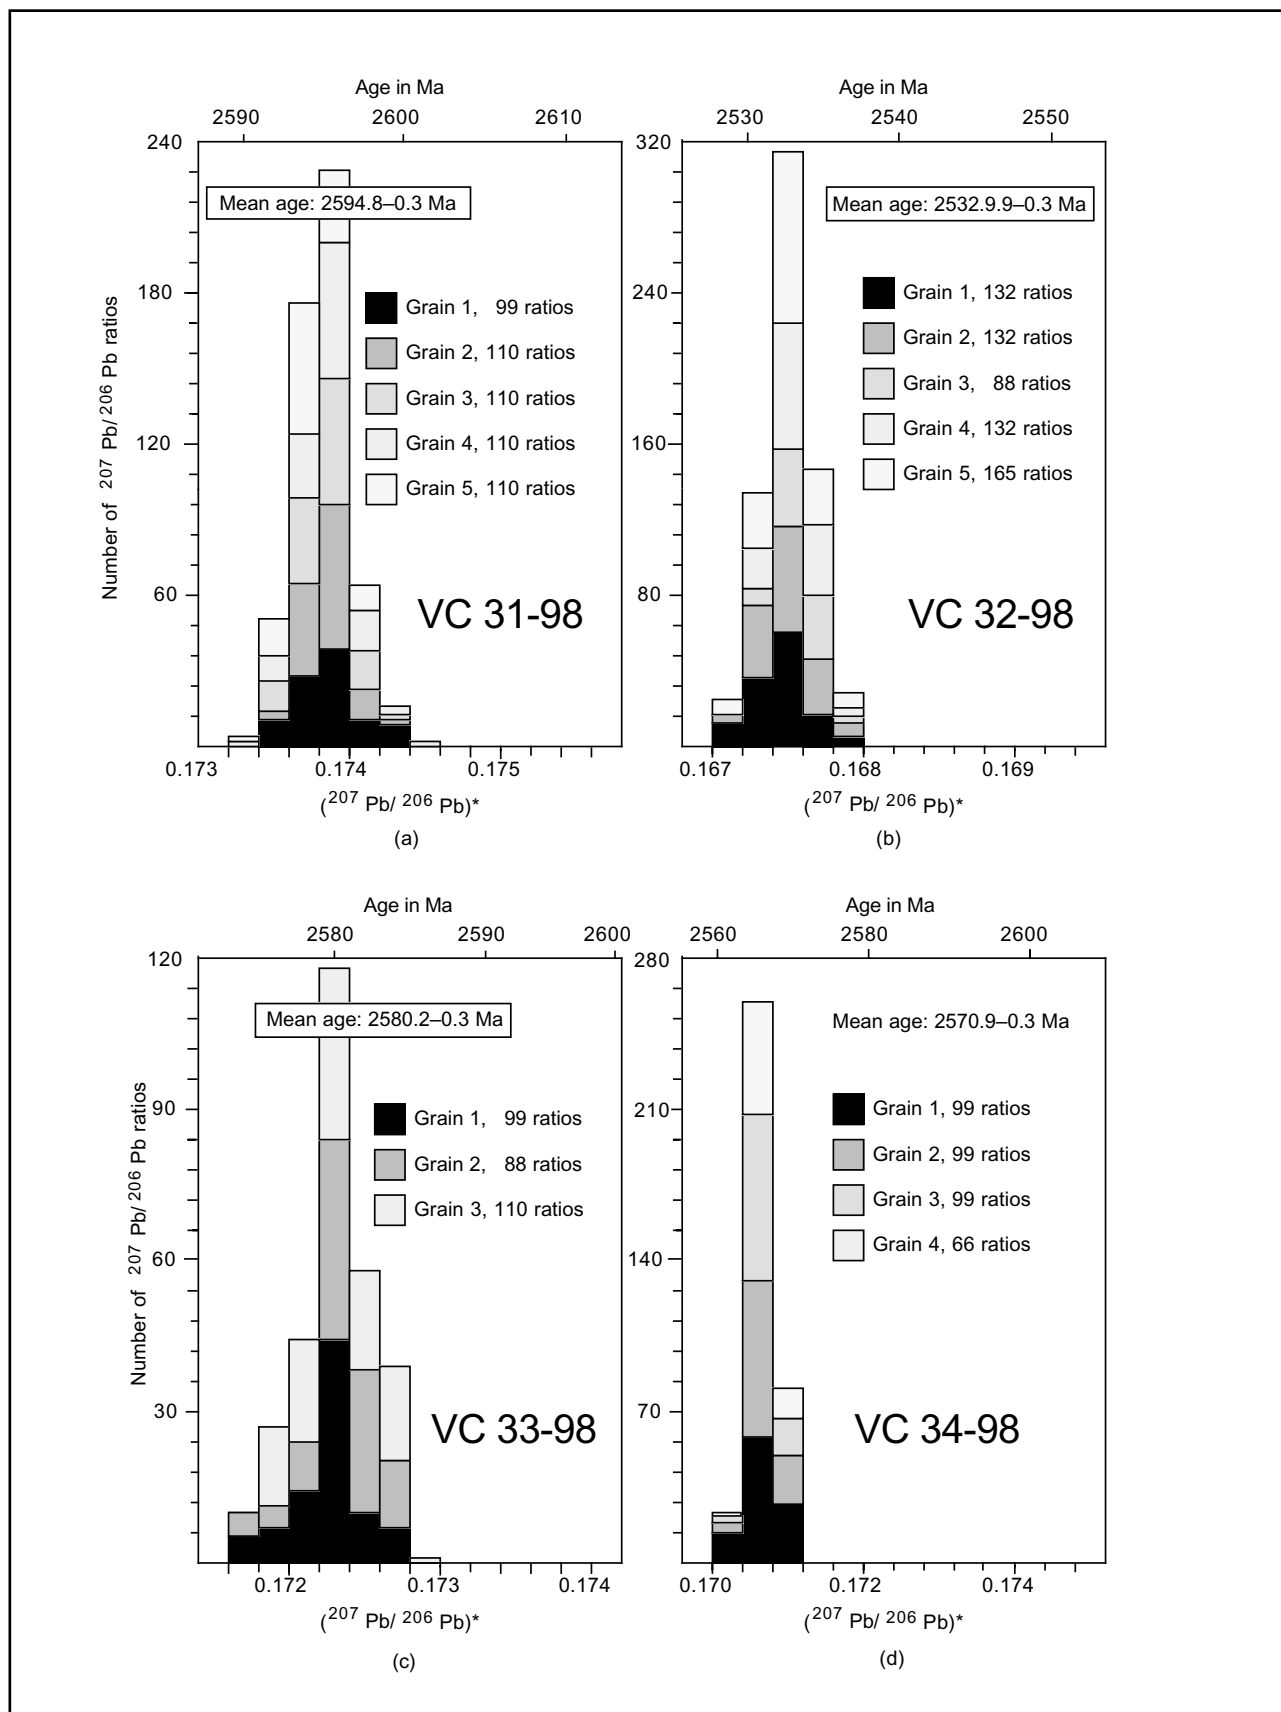 Age in Ma
2590 2600 2610
240
Mean age: 2594.8–0.3 Ma
180
120
60
Number of 207 Pb/ 206 Pb ratios
Grain 1, 99 ratios
Grain 2, 110 ratios
Grain 3, 110 ratios
Grain 4, 110 ratios
Grain 5, 110 ratios
VC 31-98
0.173 0.174 0.175
(207 Pb/ 206 Pb)*
(a)
Age in Ma
2530 2540 2550
320
Mean age: 2532.9.9–0.3 Ma
240
160
80
Grain 1, 132 ratios
Grain 2, 132 ratios
Grain 3, 88 ratios
Grain 4, 132 ratios
Grain 5, 165 ratios
VC 32-98
0.167 0.168 0.169
(207 Pb/ 206 Pb)*
(b)
Age in Ma
2580 2590 2600
120
Mean age: 2580.2–0.3 Ma
90
60
30
Number of 207 Pb/ 206 Pb ratios
Grain 1, 99 ratios
Grain 2, 88 ratios
Grain 3, 110 ratios
VC 33-98
0.172 0.173 0.174
(207 Pb/ 206 Pb)*
(c)
Age in Ma
2560 2580 2600
280
Mean age: 2570.9–0.3 Ma
210
140
70
Grain 1, 99 ratios
Grain 2, 99 ratios
Grain 3, 99 ratios
Grain 4, 66 ratios
VC 34-98
0.170 0.172 0.174
(207 Pb/ 206 Pb)*
(d)